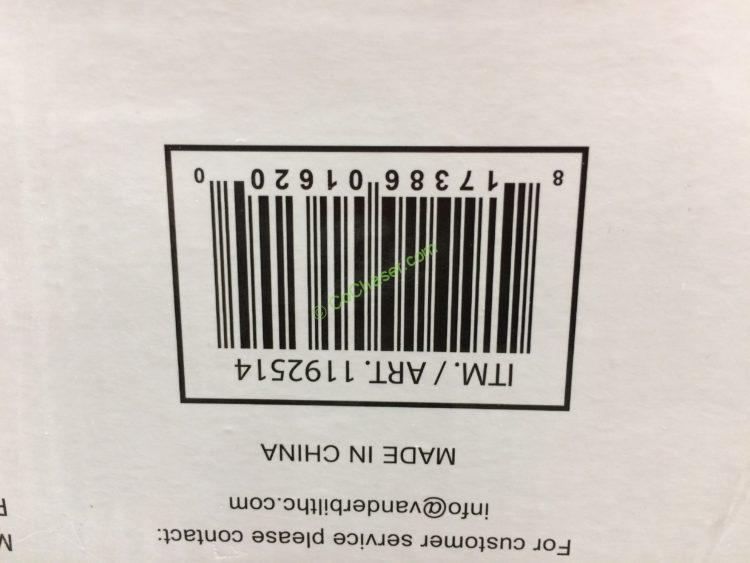 For customer service please contact:
info@vanderbilthc.com
MADE IN CHINA
ITM. / ART. 1192514
© CoChaser.com
8 17386 01620 0